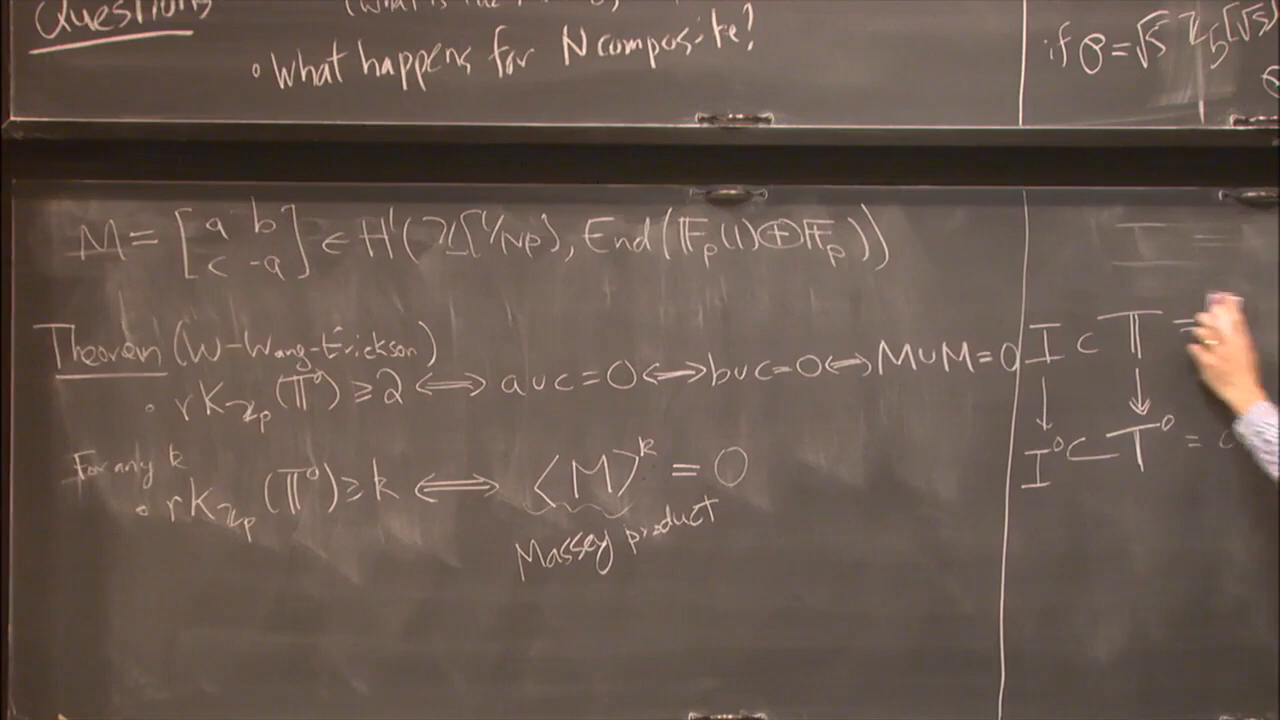 Questions
• What happens for N composite?
if θ = √5 ℤ₅[√5]
M = [a b; c -a] ∈ H¹(ℤ[1/Np], End(𝔽ₚ(1)⊕𝔽ₚ))
Theorem (W-Wang-Erickson)
• rk_ℤₚ(𝕋⁰) ≥ 2 ⟺ a∪c = 0 ⟺ b∪c = 0 ⟺ M∪M = 0
For any k
• rk_ℤₚ(𝕋⁰) ≥ k ⟺ ⟨M⟩ᵏ = 0
Massey product
I ⊂ 𝕋 =
↓ ↓
I⁰ ⊂ 𝕋⁰ =